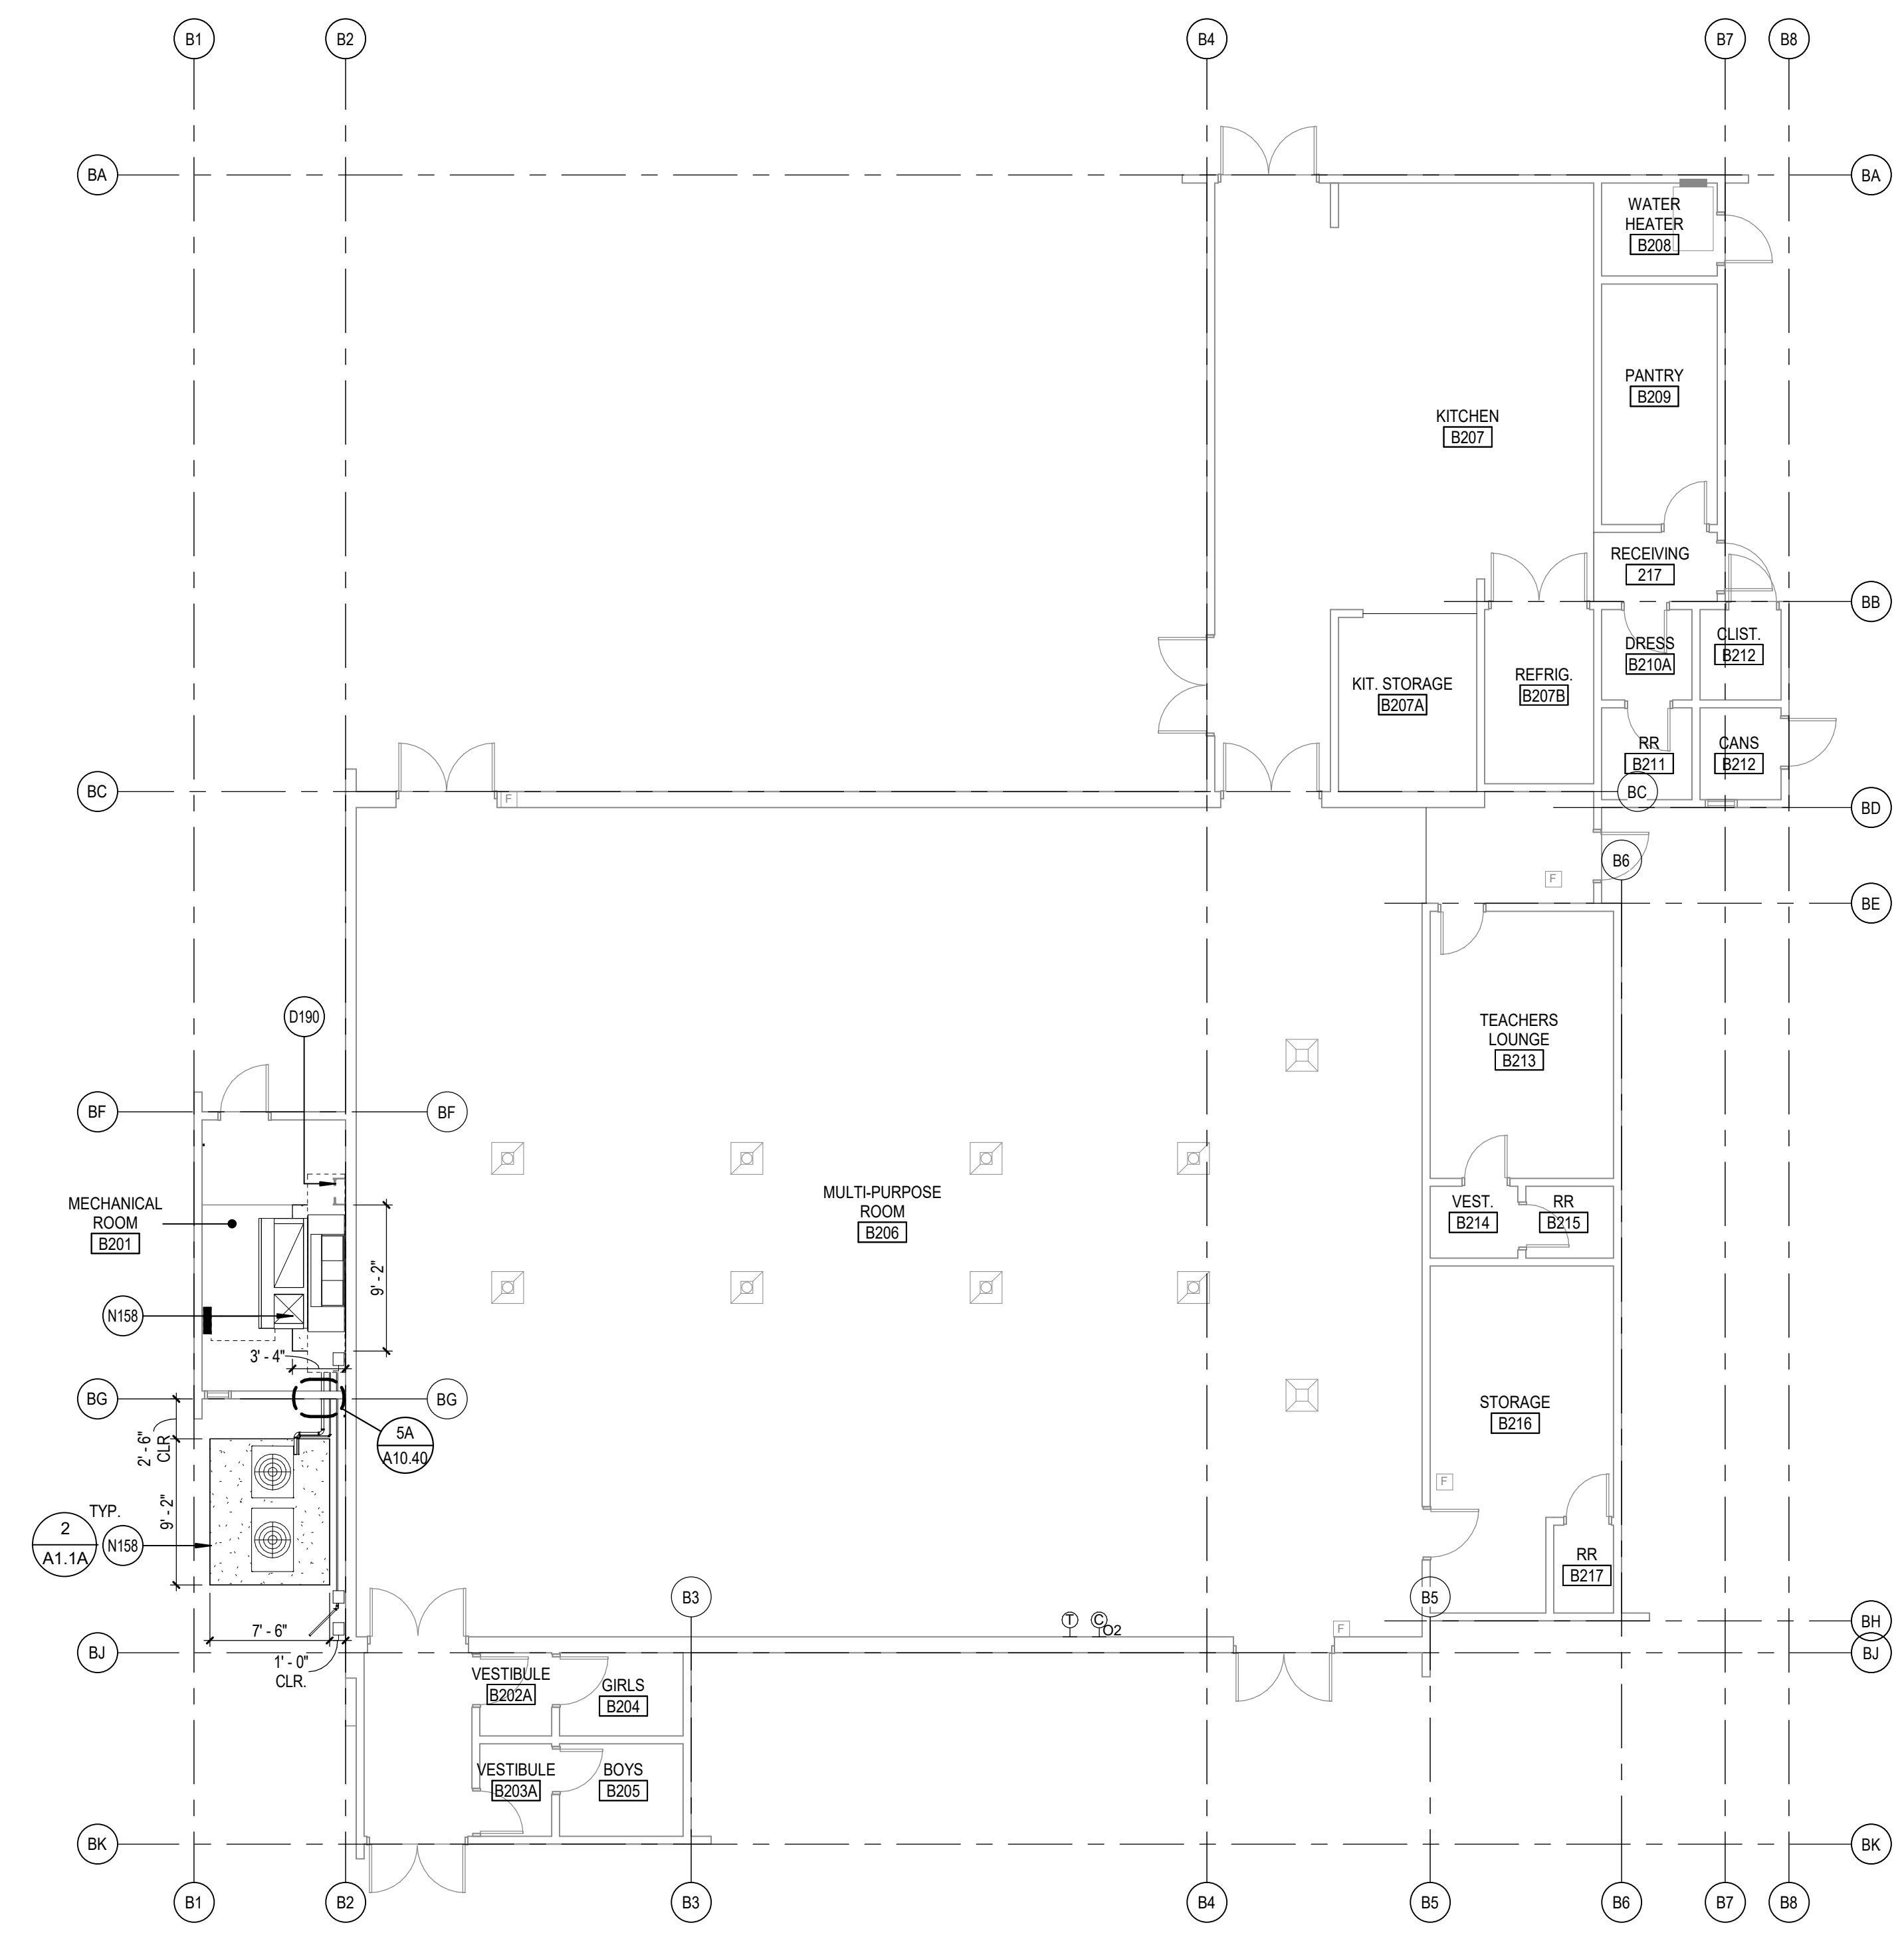 B1
B2
B4
B7
B8
BA
BA
WATER
HEATER
B208
PANTRY
B209
KITCHEN
B207
RECEIVING
217
BB
DRESS
B210A
CLIST.
B212
KIT. STORAGE
B207A
REFRIG.
B207B
RR
B211
CANS
B212
BC
F
BC
BD
B6
F
BE
D190
TEACHERS
LOUNGE
B213
BF
BF
MECHANICAL
ROOM
B201
MULTI-PURPOSE
ROOM
B206
VEST.
B214
RR
B215
9' - 2"
N158
3' - 4"
BG
BG
STORAGE
B216
5A
A10.40
2' - 6"
CLR
F
9' - 2"
TYP.
2
A1.1A
N158
RR
B217
B3
B5
T
C
O2
F
BH
7' - 6"
BJ
BJ
1' - 0"
CLR.
VESTIBULE
B202A
GIRLS
B204
VESTIBULE
B203A
BOYS
B205
BK
BK
B1
B2
B3
B4
B5
B6
B7
B8